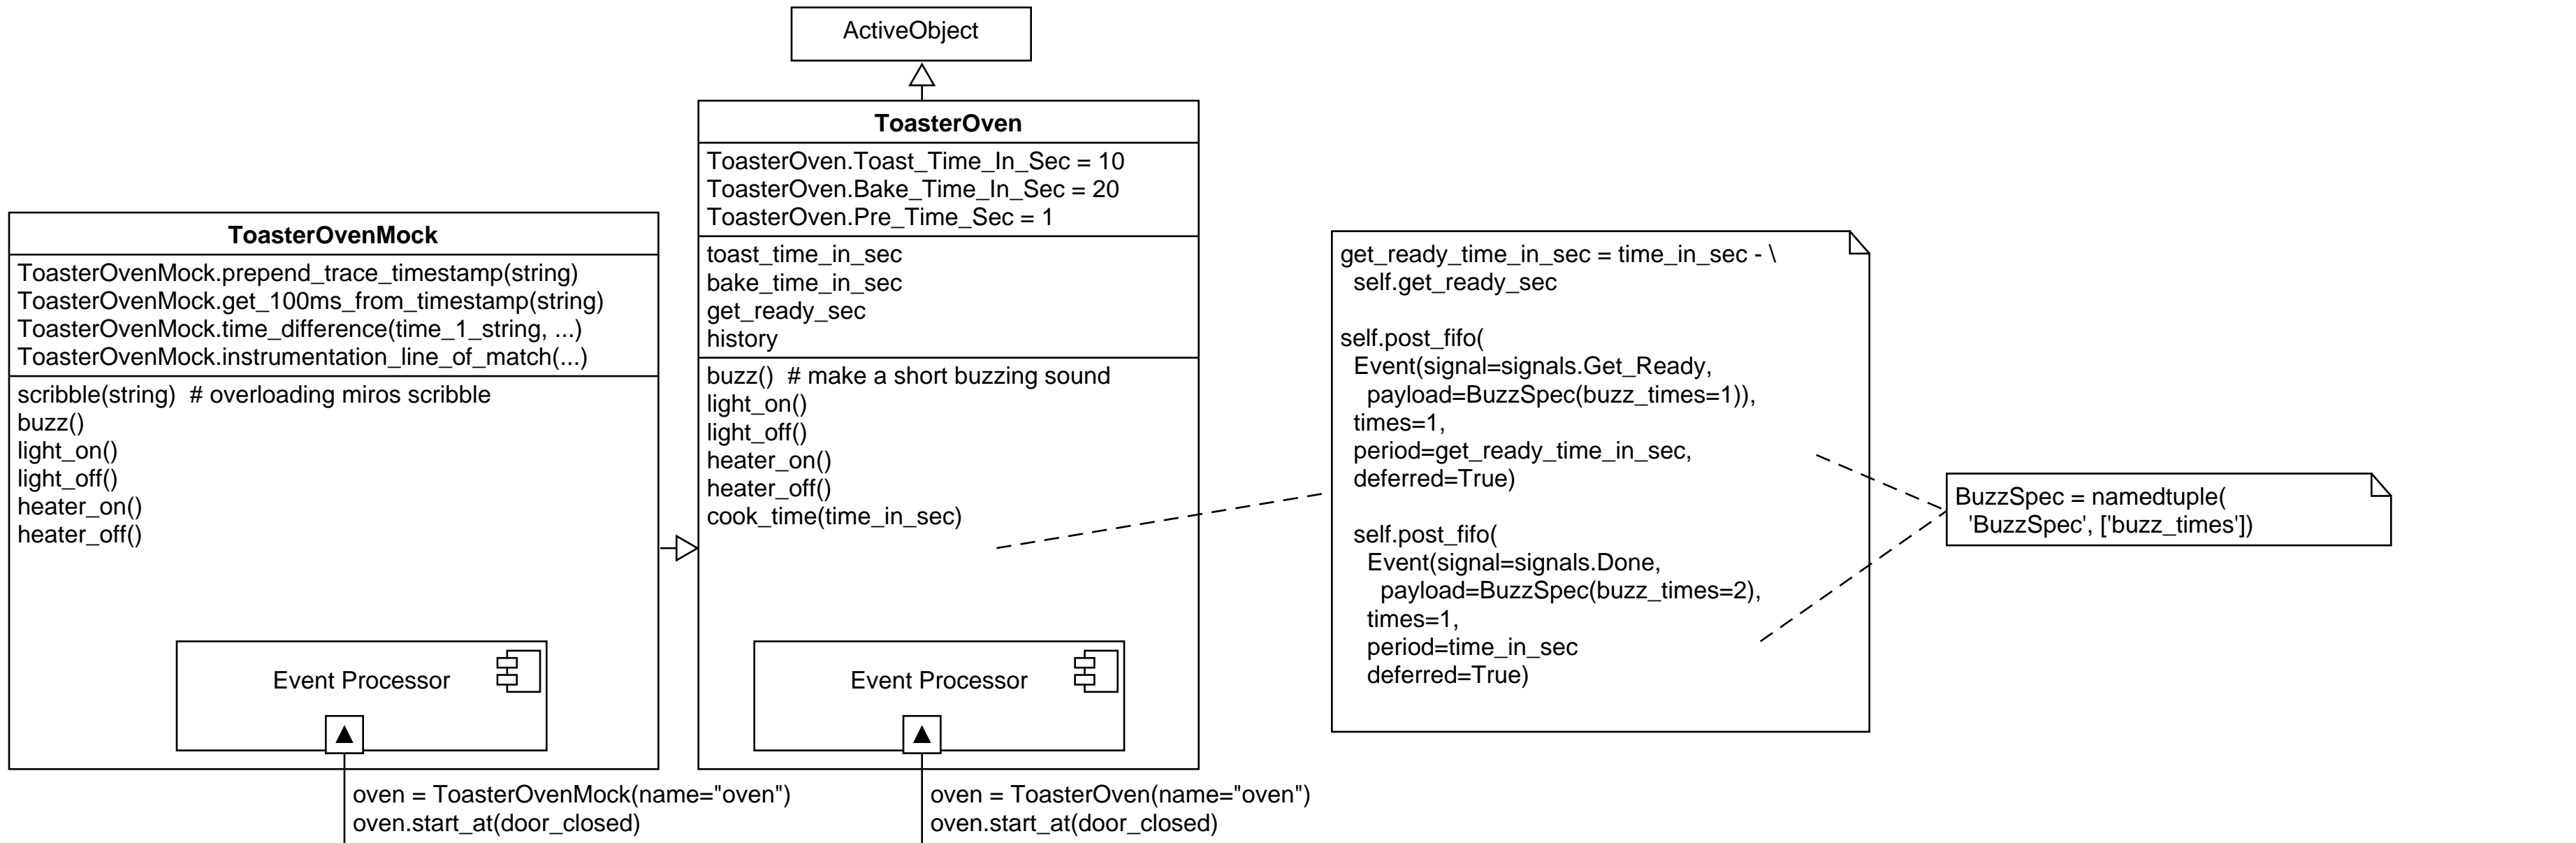 ActiveObject
ToasterOven
ToasterOven.Toast_Time_In_Sec = 10
ToasterOven.Bake_Time_In_Sec = 20
ToasterOven.Pre_Time_Sec = 1
toast_time_in_sec
bake_time_in_sec
get_ready_sec
history
buzz()  # make a short buzzing sound
light_on()
light_off()
heater_on()
heater_off()
cook_time(time_in_sec)
Event Processor
oven = ToasterOven(name="oven")
oven.start_at(door_closed)
ToasterOvenMock
ToasterOvenMock.prepend_trace_timestamp(string)
ToasterOvenMock.get_100ms_from_timestamp(string)
ToasterOvenMock.time_difference(time_1_string, ...)
ToasterOvenMock.instrumentation_line_of_match(...)
scribble(string)  # overloading miros scribble
buzz()
light_on()
light_off()
heater_on()
heater_off()
Event Processor
oven = ToasterOvenMock(name="oven")
oven.start_at(door_closed)
get_ready_time_in_sec = time_in_sec - \
  self.get_ready_sec
self.post_fifo(
  Event(signal=signals.Get_Ready,
    payload=BuzzSpec(buzz_times=1)),
  times=1,
  period=get_ready_time_in_sec,
  deferred=True)
  self.post_fifo(
    Event(signal=signals.Done,
      payload=BuzzSpec(buzz_times=2),
    times=1,
    period=time_in_sec
    deferred=True)
BuzzSpec = namedtuple(
  'BuzzSpec', ['buzz_times'])